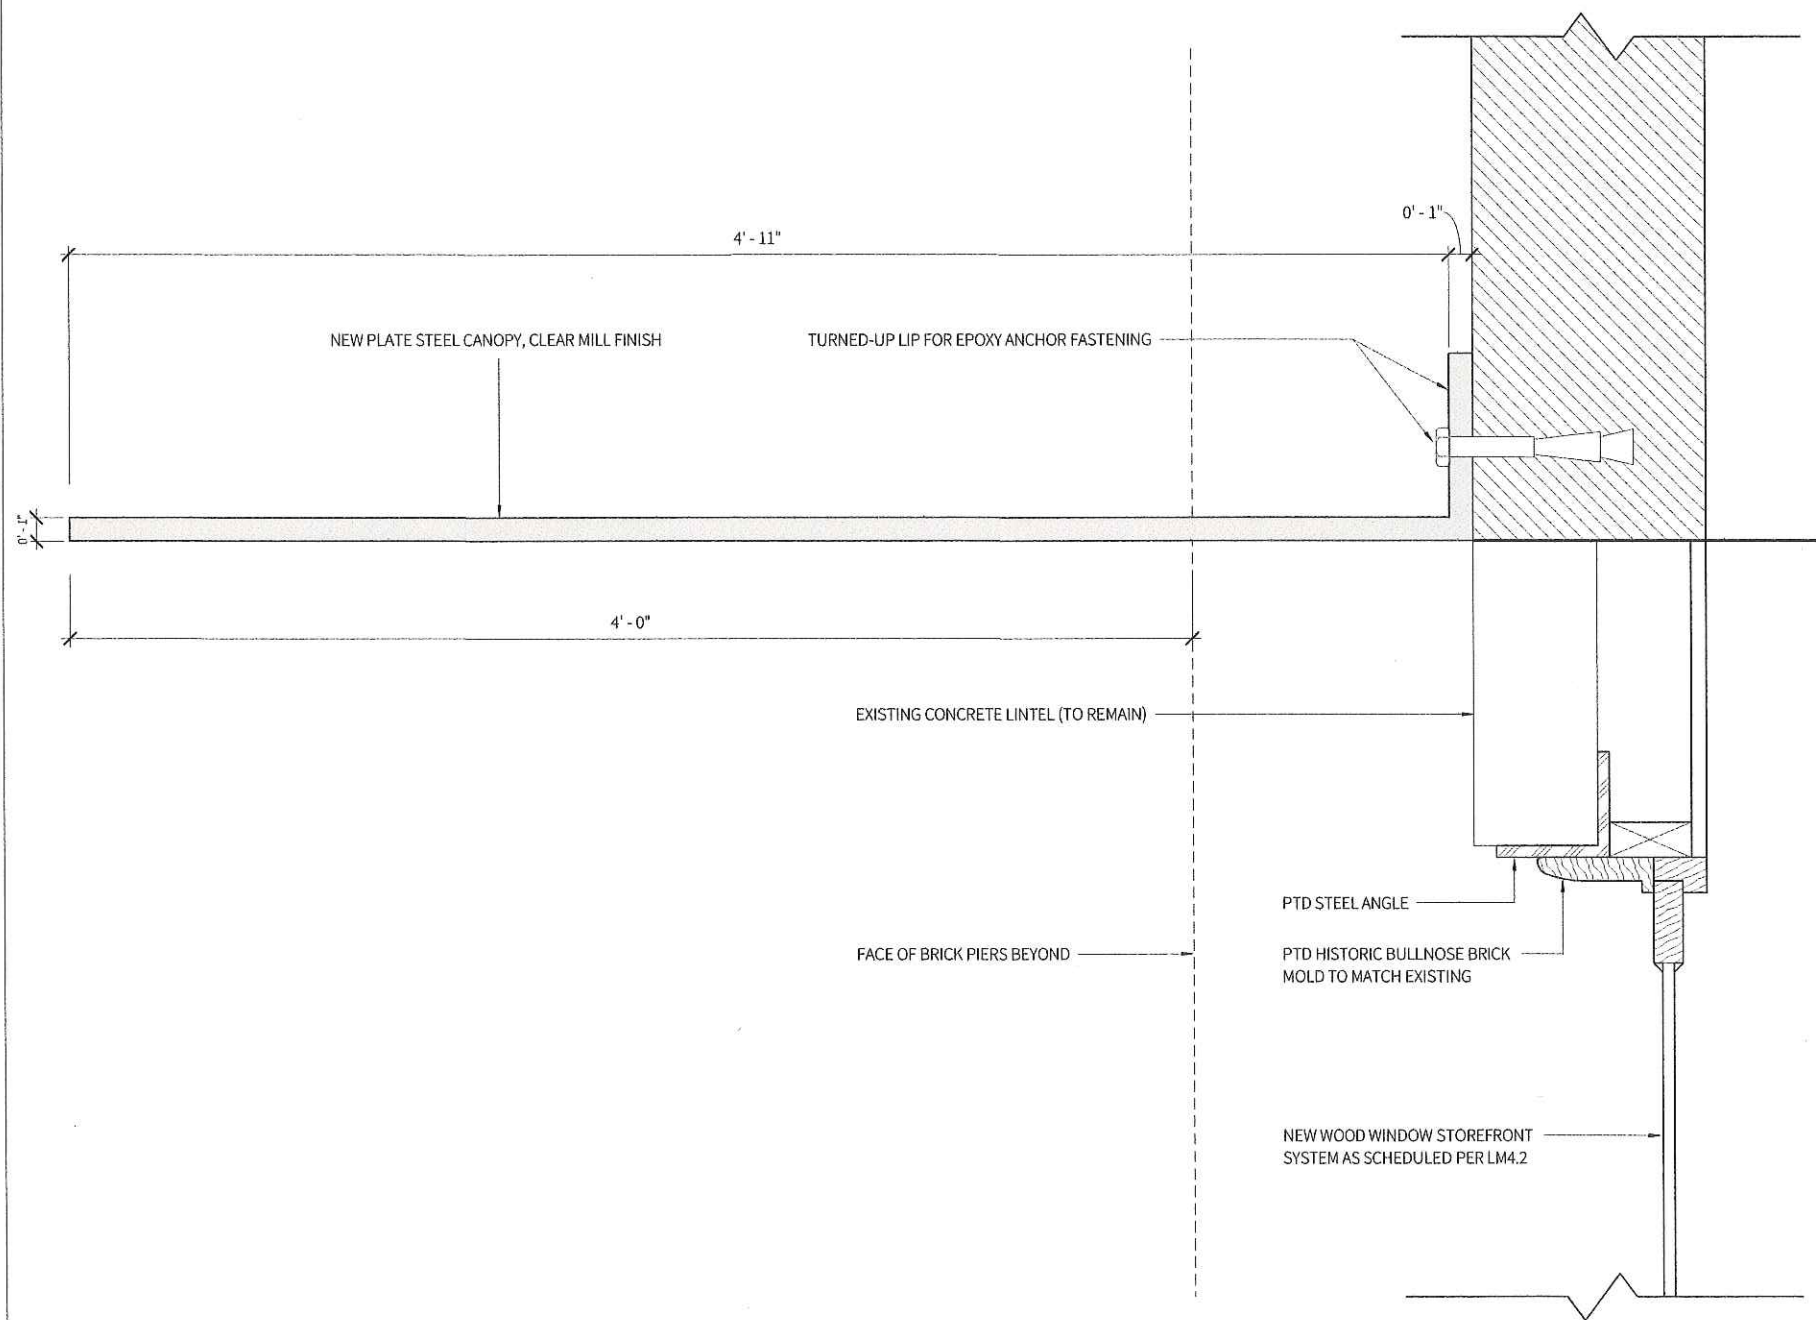 0' - 1"
4' - 11"
NEW PLATE STEEL CANOPY, CLEAR MILL FINISH
TURNED-UP LIP FOR EPOXY ANCHOR FASTENING
0' - 1"
4' - 0"
EXISTING CONCRETE LINTEL (TO REMAIN)
PTD STEEL ANGLE
FACE OF BRICK PIERS BEYOND
PTD HISTORIC BULLNOSE BRICK
MOLD TO MATCH EXISTING
NEW WOOD WINDOW STOREFRONT
SYSTEM AS SCHEDULED PER LM4.2